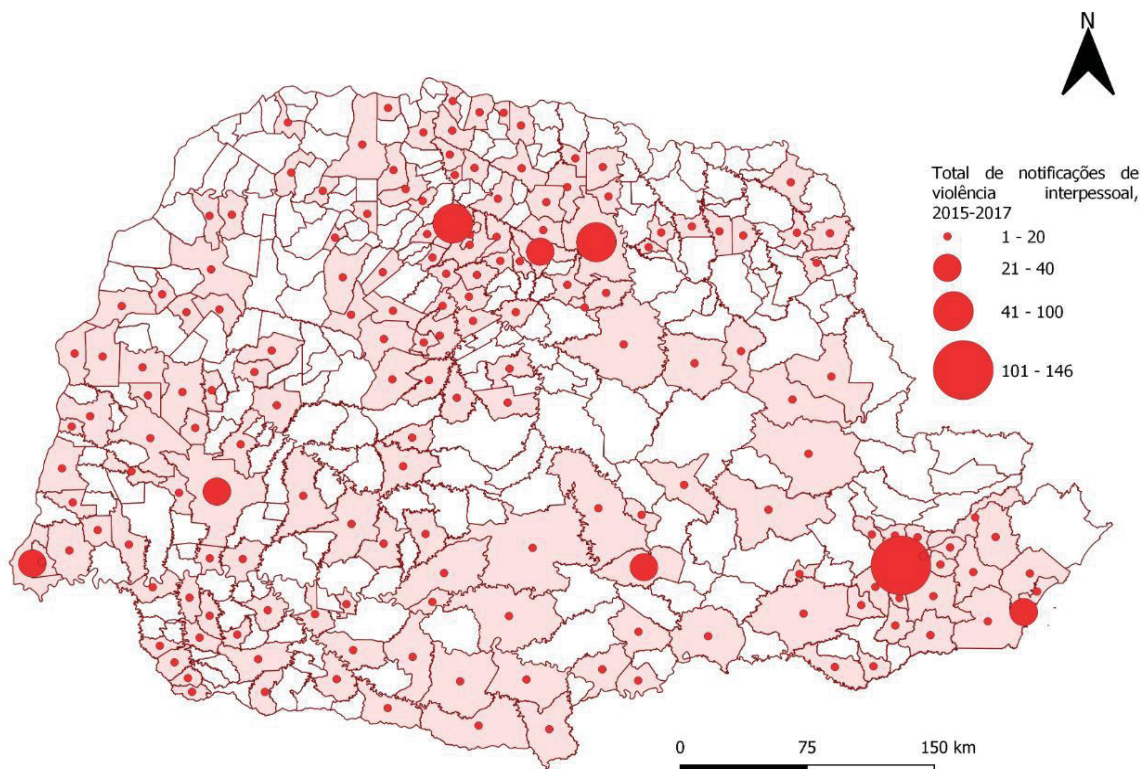 N
Total de notificações de
violência interpessoal,
2015-2017
1 - 20
21 - 40
41 - 100
101 - 146
0 75 150 km